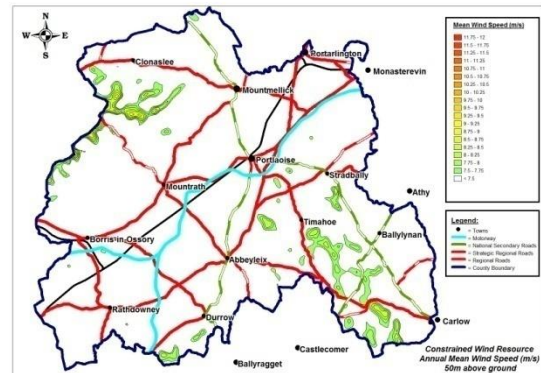 N
W E
S
Portarlington
Clonaslee
Monasterevin
Mountmellick
Portlaoise
Stradbally
Mountrath
Athy
Timahoe
Ballylynan
Borris-in-Ossory
Abbeyleix
Rathdowney
Durrow
Carlow
Castlecomer
Ballyragget
Mean Wind Speed (m/s)
11.75 - 12
11.5 - 11.75
11.25 - 11.5
11 - 11.25
10.75 - 11
10.5 - 10.75
10.25 - 10.5
10 - 10.25
9.75 - 10
9.5 - 9.75
9.25 - 9.5
9 - 9.25
8.75 - 9
8.5 - 8.75
8.25 - 8.5
8 - 8.25
7.75 - 8
7.5 - 7.75
< 7.5
Legend:
= Towns
= Motorway
= National Secondary Roads
= Strategic Regional Roads
= Regional Roads
= County Boundary
Constrained Wind Resource
Annual Mean Wind Speed (m/s)
50m above ground